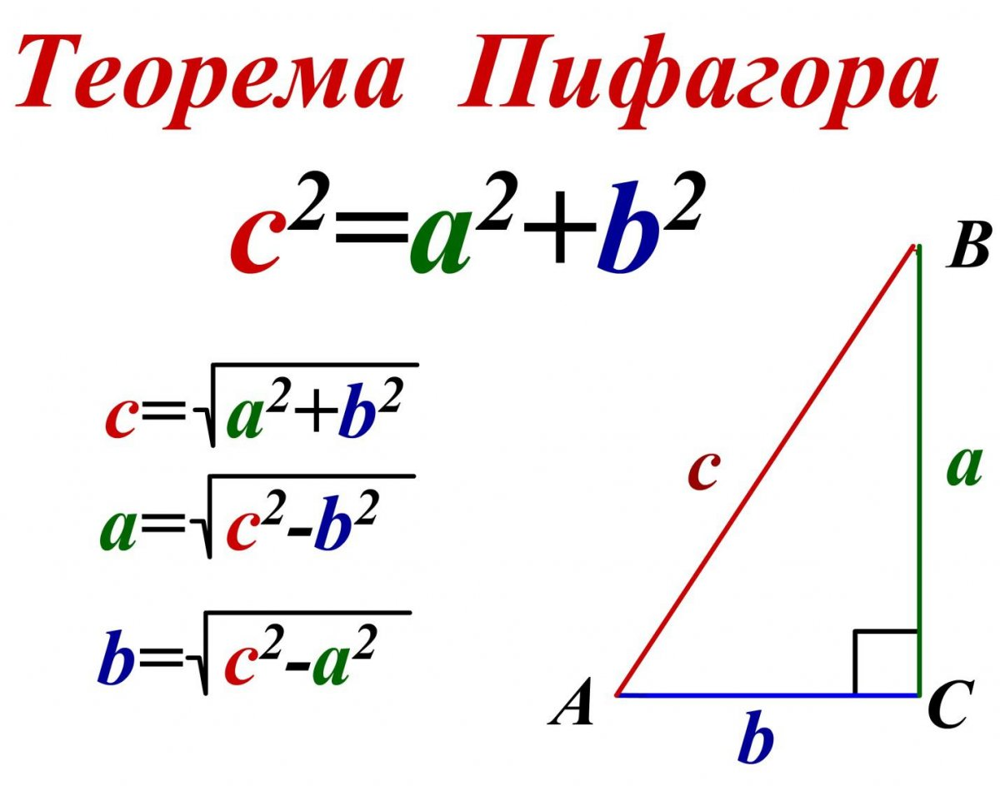 Теорема Пифагора
c²=a²+b²
c=√a²+b²
a=√c²-b²
b=√c²-a²
B
c
a
A
C
b